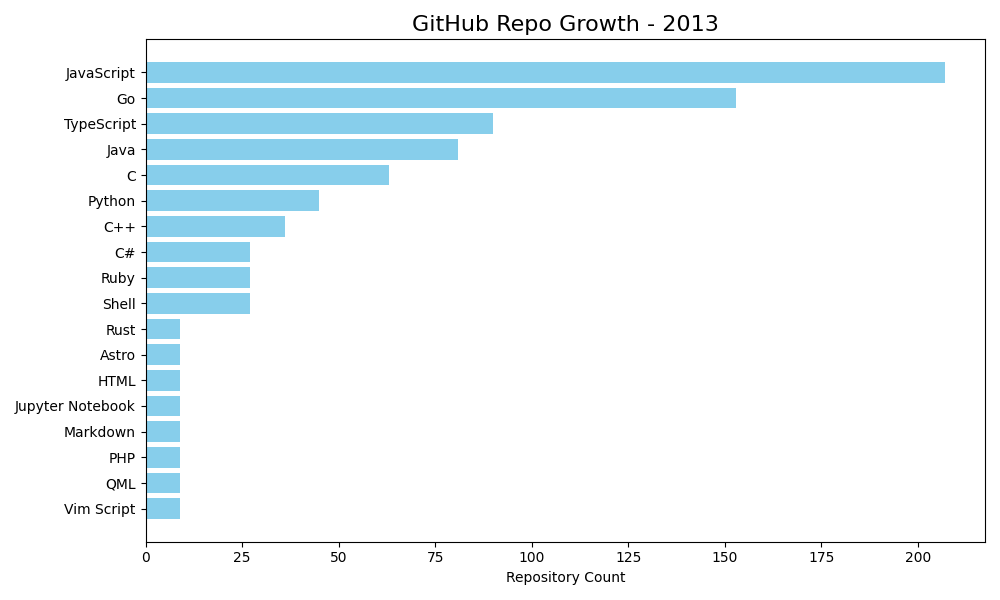 GitHub Repo Growth - 2013
JavaScript
Go
TypeScript
Java
C
Python
C++
C#
Ruby
Shell
Rust
Astro
HTML
Jupyter Notebook
Markdown
PHP
QML
Vim Script
0 25 50 75 100 125 150 175 200
Repository Count